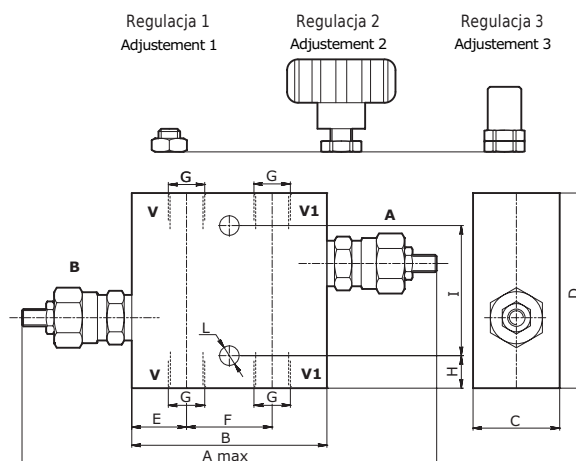 Regulacja 1
Adjustement 1
Regulacja 2
Adjustement 2
Regulacja 3
Adjustement 3
G
G
V
V1
A
B
I
D
L
H
V
V1
G
G
E
F
C
B
A max